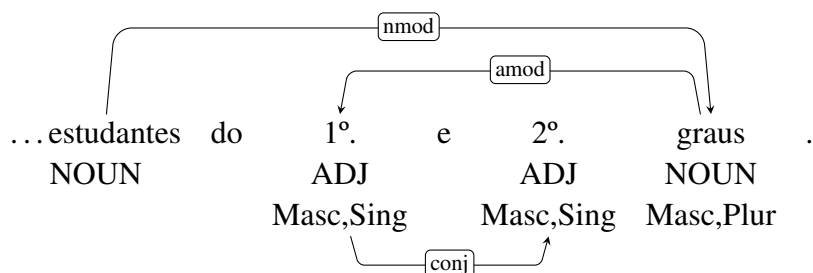 nmod
amod
...estudantes do 1º. e 2º. graus .
NOUN ADJ ADJ NOUN
Masc,Sing Masc,Sing Masc,Plur
conj